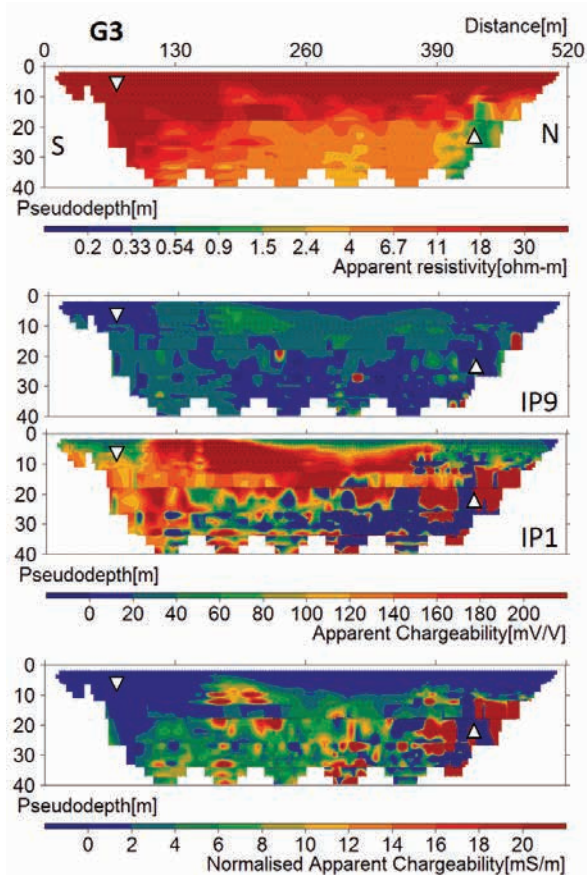 G3
Distance[m]
0 130 260 390 520
0
10
20
30
40
S N
Pseudodepth[m]
0.2 0.33 0.54 0.9 1.5 2.4 4 6.7 11 18 30
Apparent resistivity[ohm-m]
0
10
20
30
40
IP9
0
10
20
30
40
IP1
Pseudodepth[m]
0 20 40 60 80 100 120 140 160 180 200
Apparent Chargeability[mV/V]
0
10
20
30
40
Pseudodepth[m]
0 2 4 6 8 10 12 14 16 18 20
Normalised Apparent Chargeability[mS/m]